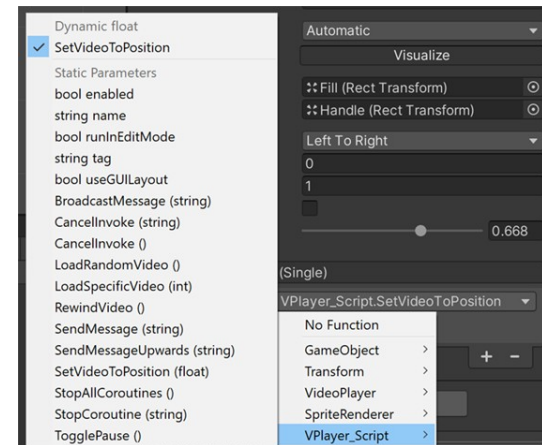 Dynamic float
SetVideoToPosition
Static Parameters
bool enabled
string name
bool runInEditMode
string tag
bool useGUILayout
BroadcastMessage (string)
CancelInvoke (string)
CancelInvoke ()
LoadRandomVideo ()
LoadSpecificVideo (int)
RewindVideo ()
SendMessage (string)
SendMessageUpwards (string)
SetVideoToPosition (float)
StopAllCoroutines ()
StopCoroutine (string)
TogglePause ()
Automatic
Visualize
Fill (Rect Transform)
Handle (Rect Transform)
Left To Right
0
1
0.668
(Single)
VPlayer_Script.SetVideoToPosition
No Function
GameObject >
Transform >
VideoPlayer >
SpriteRenderer >
VPlayer_Script >
+ -